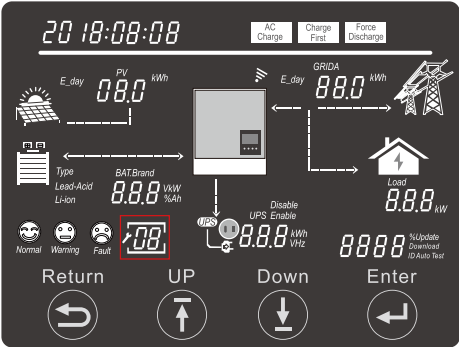 20 18:08:08
AC Charge
Charge First
Force Discharge
PV
E_day 08.0 kWh
GRIDA
E_day 88.0 kWh
Type
Lead-Acid
Li-ion
BAT.Brand
8.8.8 VkW %Ah
Load
8.8.8 kW
UPS
Disable
UPS Enable
8.8.8 kWh VHz
Normal
Warning
Fault
08
8888 %Update Download ID Auto Test
Return
UP
Down
Enter